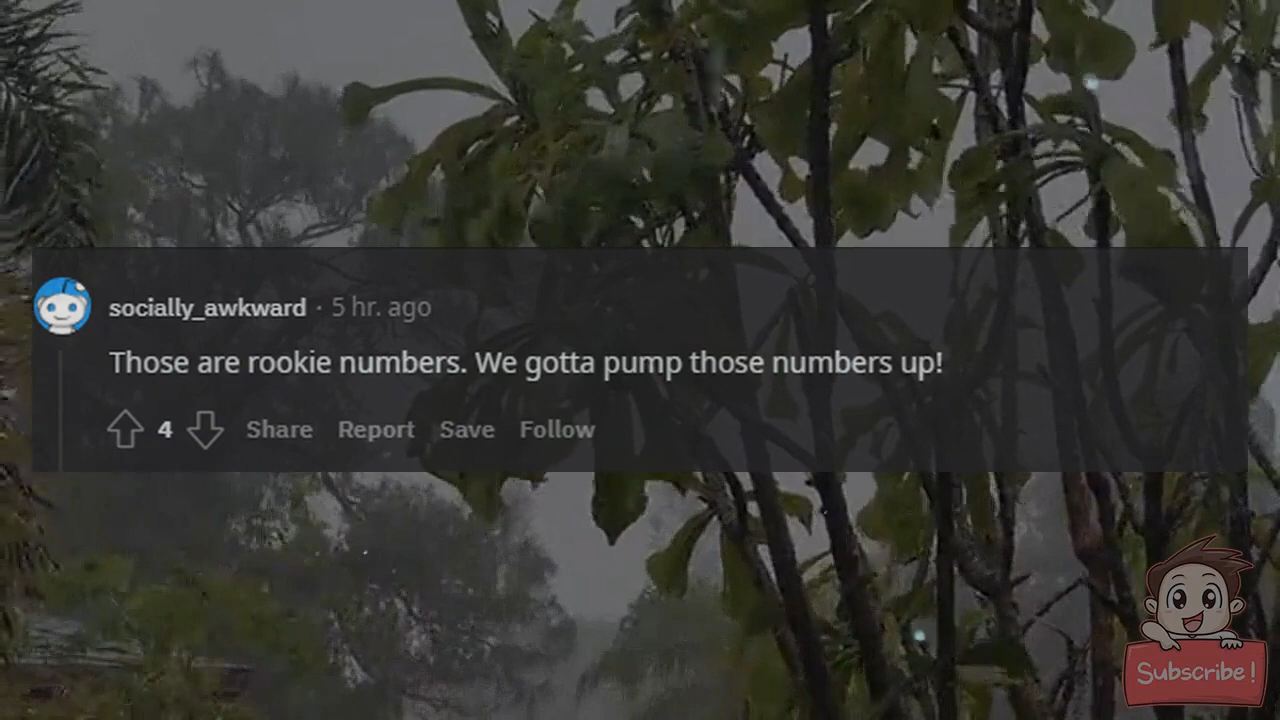 socially_awkward · 5 hr. ago
Those are rookie numbers. We gotta pump those numbers up!
4 Share Report Save Follow
Subscribe!